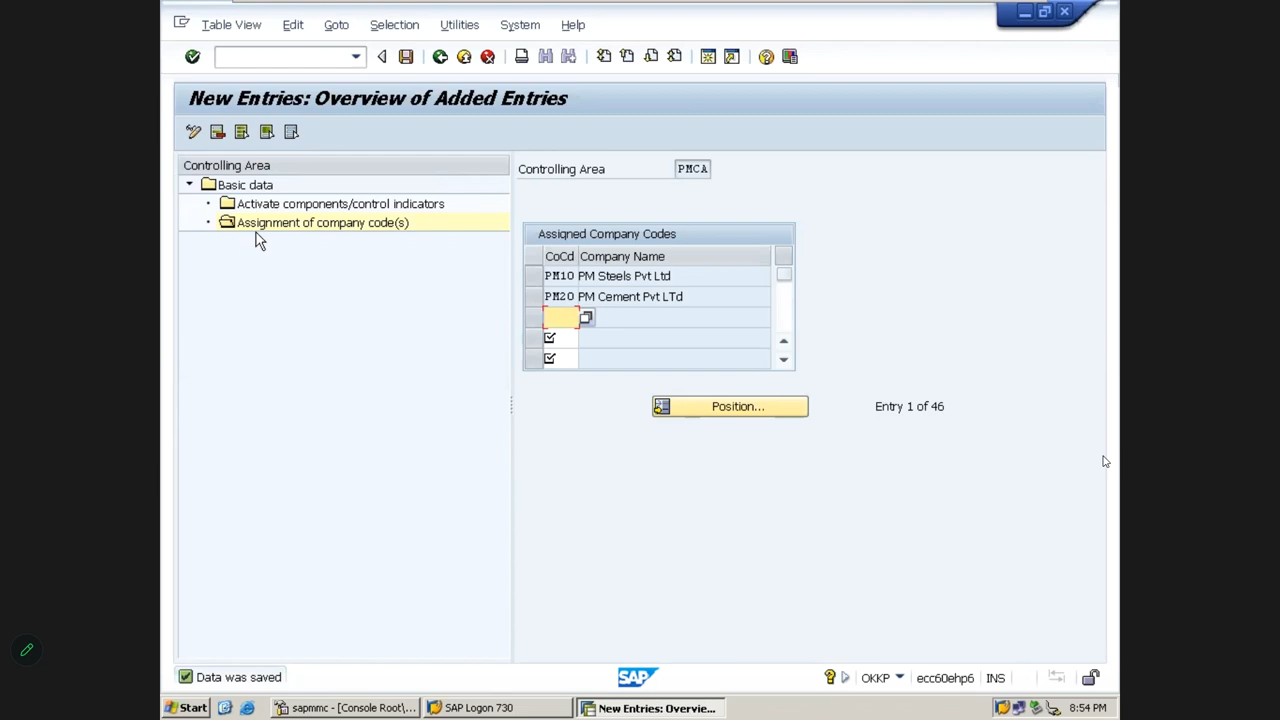 Table View Edit Goto Selection Utilities System Help
New Entries: Overview of Added Entries
Controlling Area
Basic data
Activate components/control indicators
Assignment of company code(s)
Controlling Area PMCA
Assigned Company Codes
CoCd Company Name
PM10 PM Steels Pvt Ltd
PM20 PM Cement Pvt LTd
Position... Entry 1 of 46
Data was saved SAP OKKP ecc60ehp6 INS
Start sapmmc - [Console Root\... SAP Logon 730 New Entries: Overvie... 8:54 PM